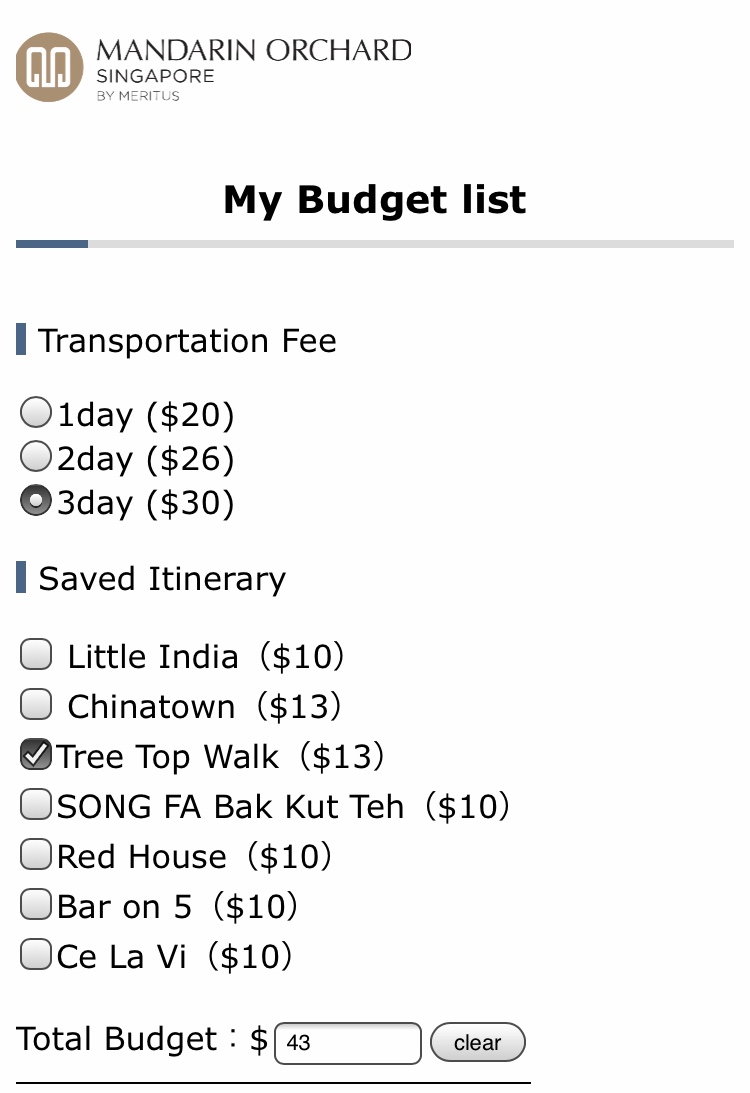 MANDARIN ORCHARD
SINGAPORE
BY MERITUS
My Budget list
Transportation Fee
1day ($20)
2day ($26)
3day ($30)
Saved Itinerary
Little India（$10）
Chinatown（$13）
Tree Top Walk（$13）
SONG FA Bak Kut Teh（$10）
Red House（$10）
Bar on 5（$10）
Ce La Vi（$10）
Total Budget：$ 43 clear